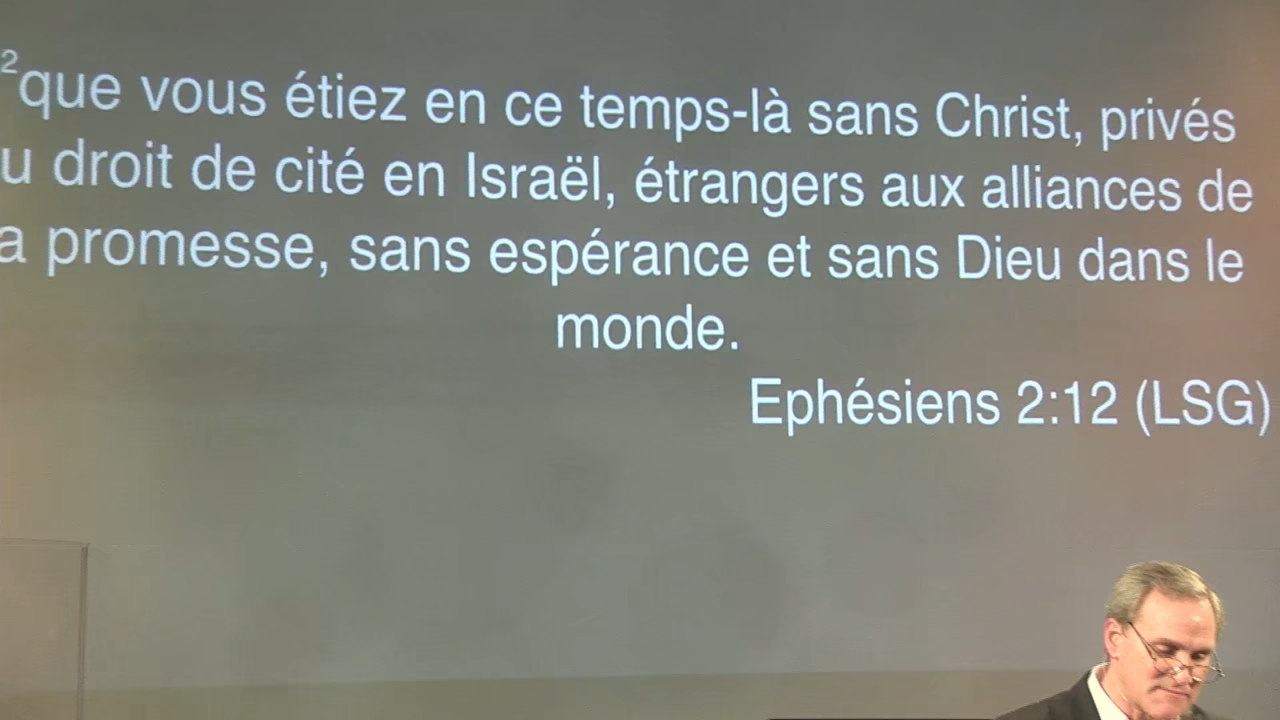 ²que vous étiez en ce temps-là sans Christ, privés
u droit de cité en Israël, étrangers aux alliances de
a promesse, sans espérance et sans Dieu dans le
monde.
Ephésiens 2:12 (LSG)